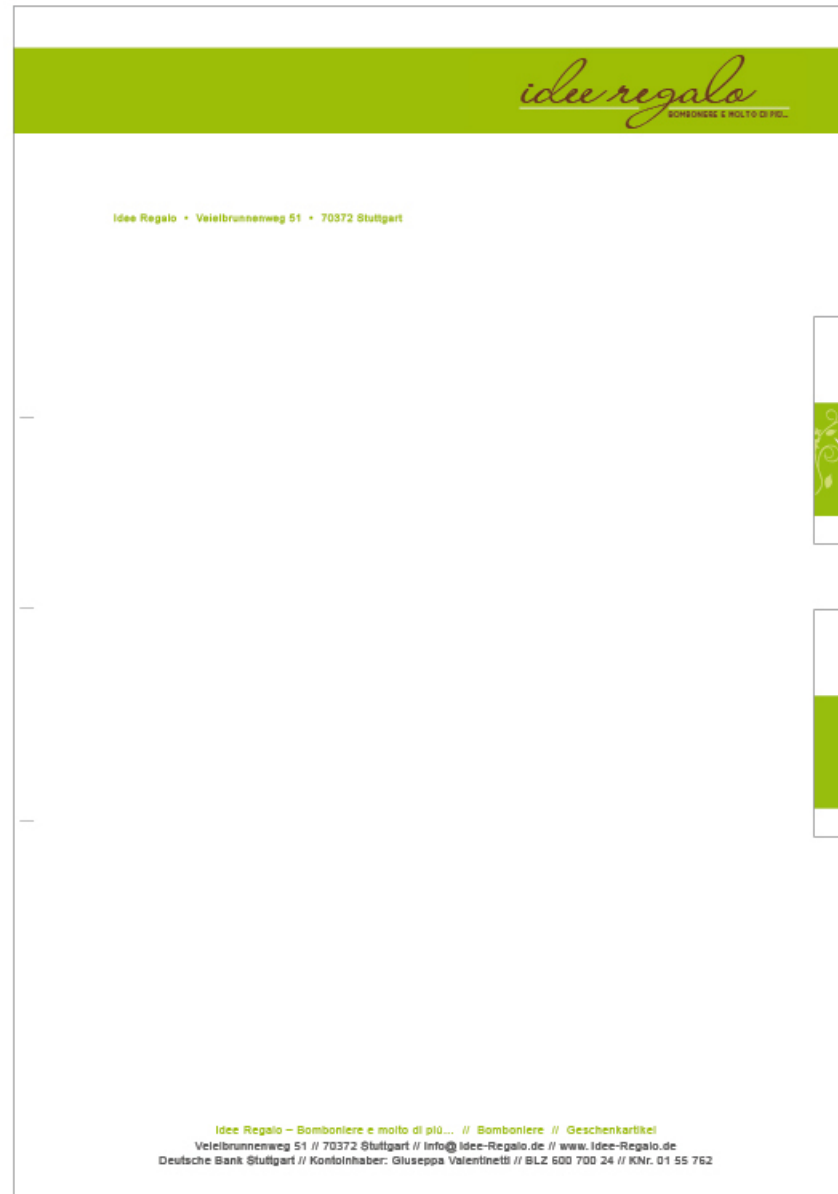 idee regalo
BOMBONIERE E MOLTO DI PIÚ...
Idee Regalo • Veielbrunnenweg 51 • 70372 Stuttgart
Idee Regalo – Bomboniere e molto di piú... // Bomboniere // Geschenkartikel
Veielbrunnenweg 51 // 70372 Stuttgart // Info@Idee-Regalo.de // www.Idee-Regalo.de
Deutsche Bank Stuttgart // Kontoinhaber: Giuseppa Valentinetti // BLZ 600 700 24 // KNr. 01 55 762